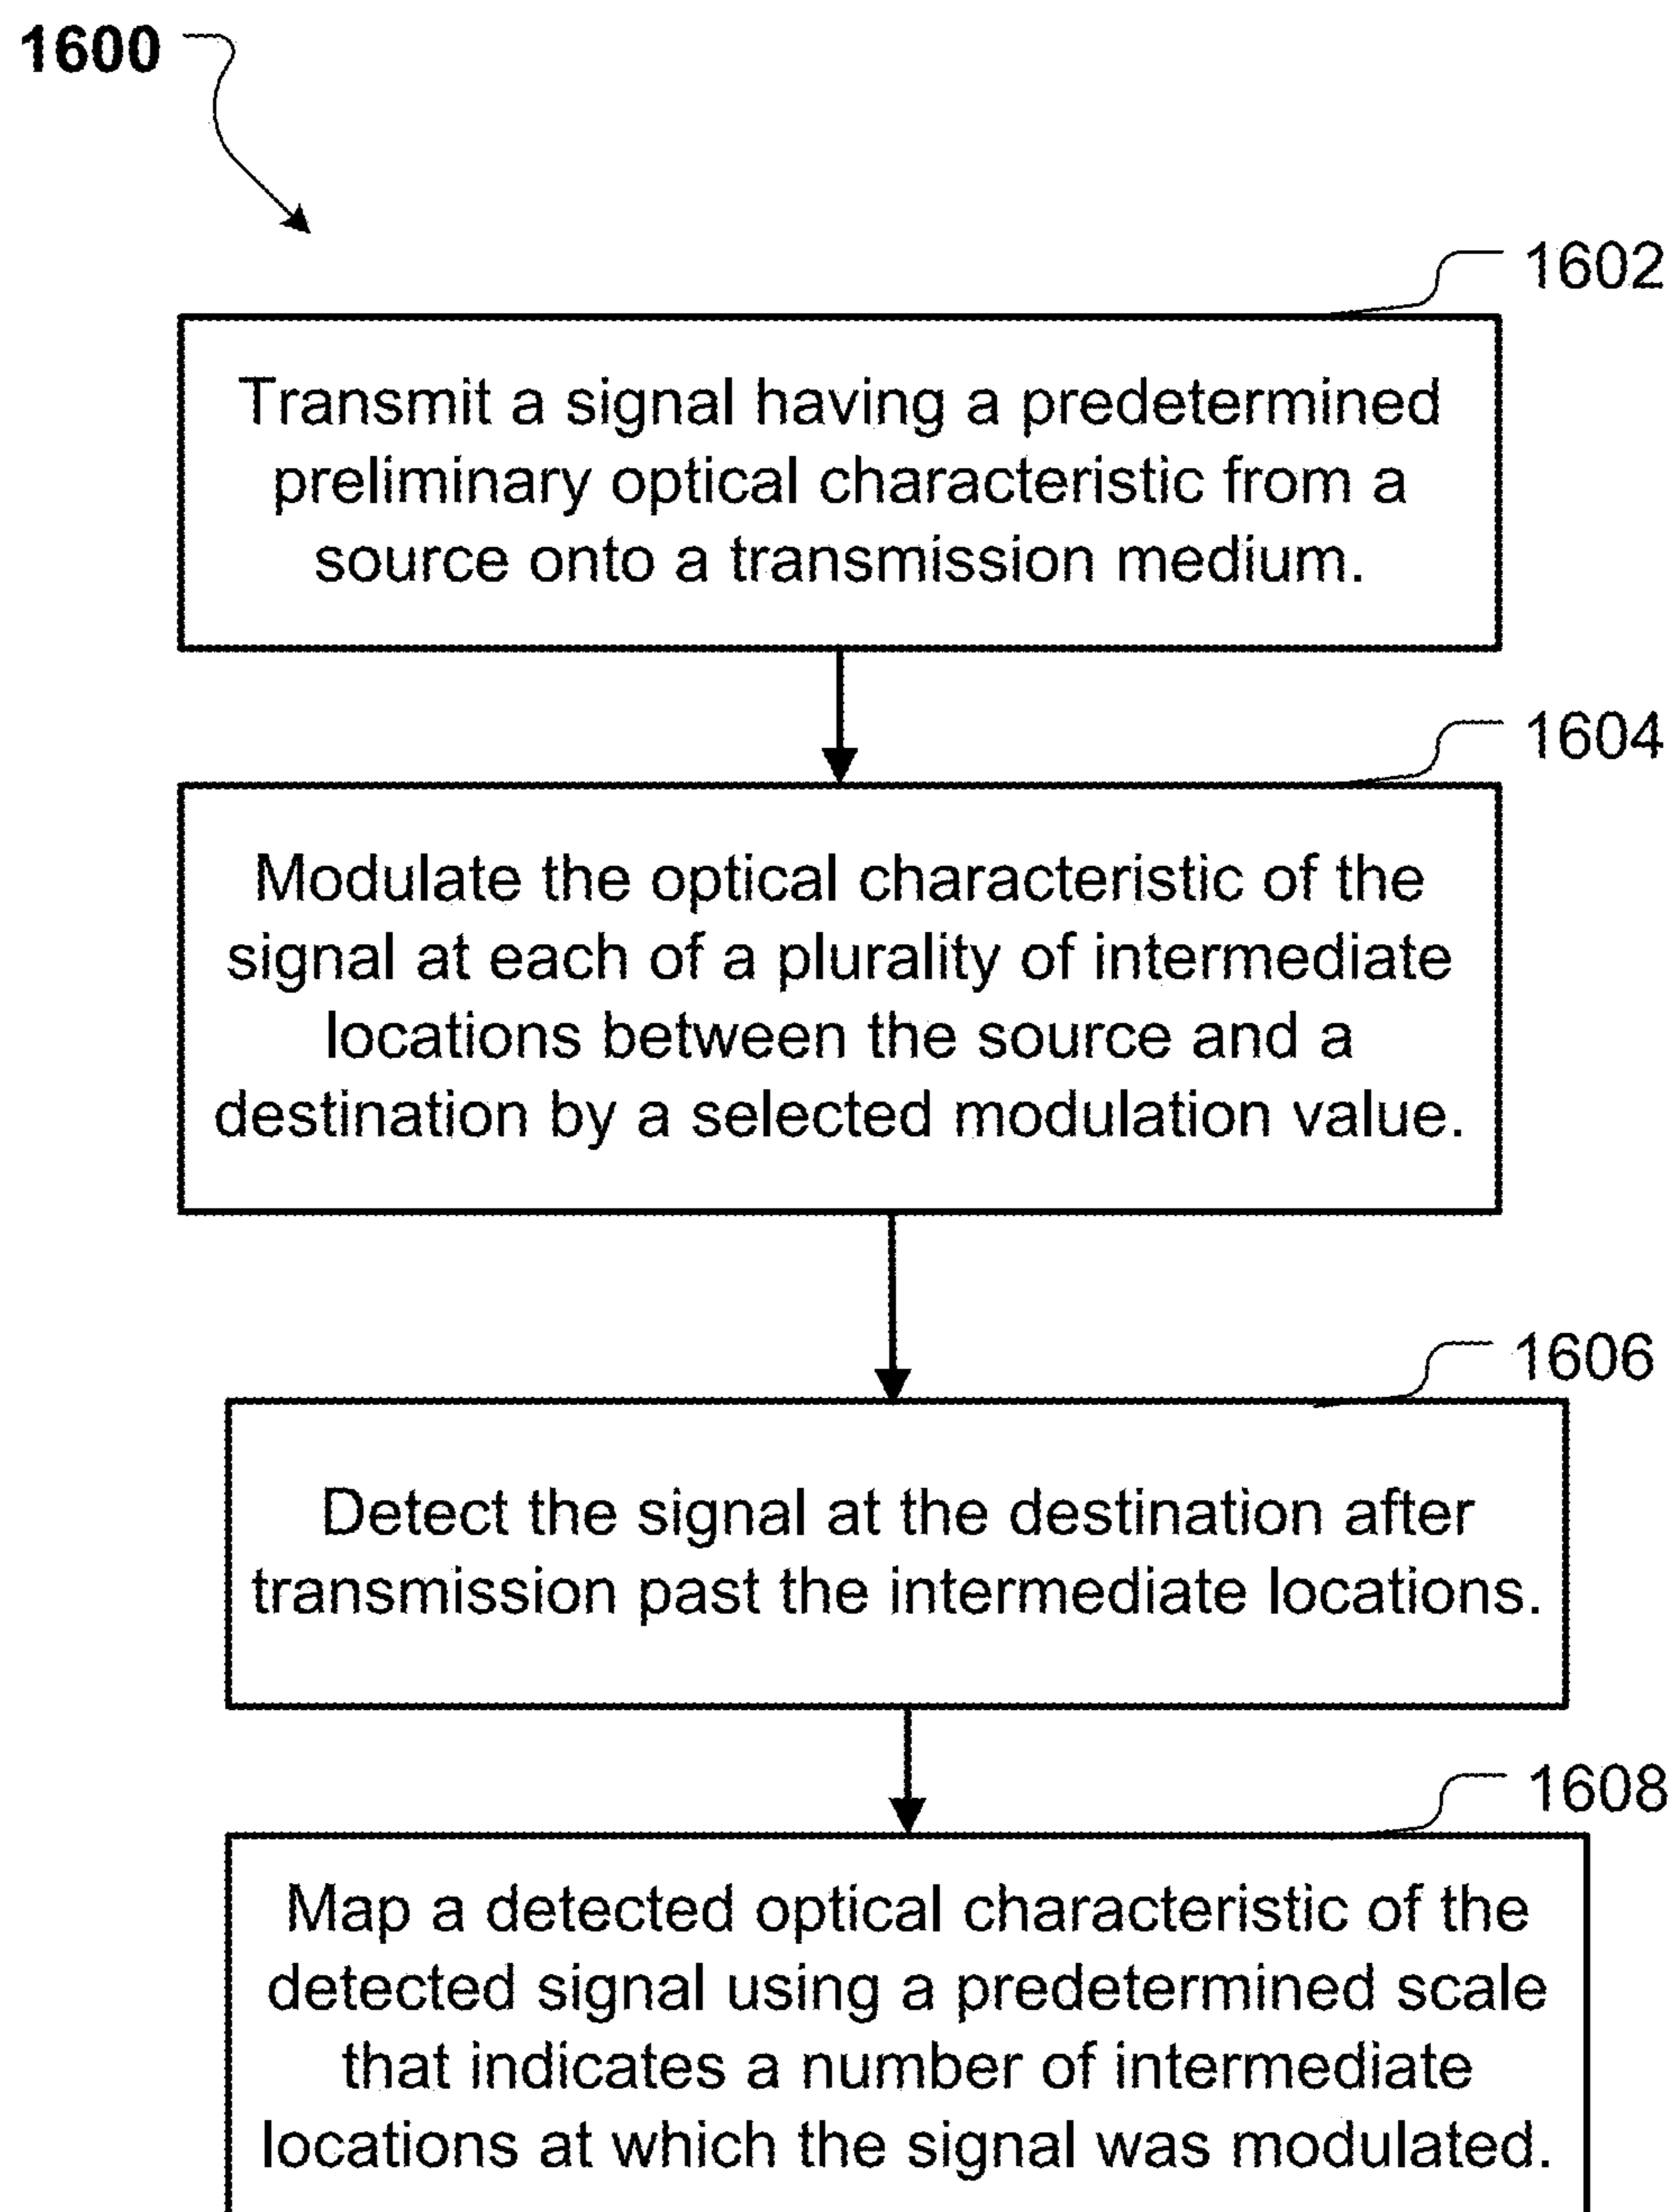 1600
1602
Transmit a signal having a predetermined
preliminary optical characteristic from a
source onto a transmission medium.
1604
Modulate the optical characteristic of the
signal at each of a plurality of intermediate
locations between the source and a
destination by a selected modulation value.
1606
Detect the signal at the destination after
transmission past the intermediate locations.
1608
Map a detected optical characteristic of the
detected signal using a predetermined scale
that indicates a number of intermediate
locations at which the signal was modulated.